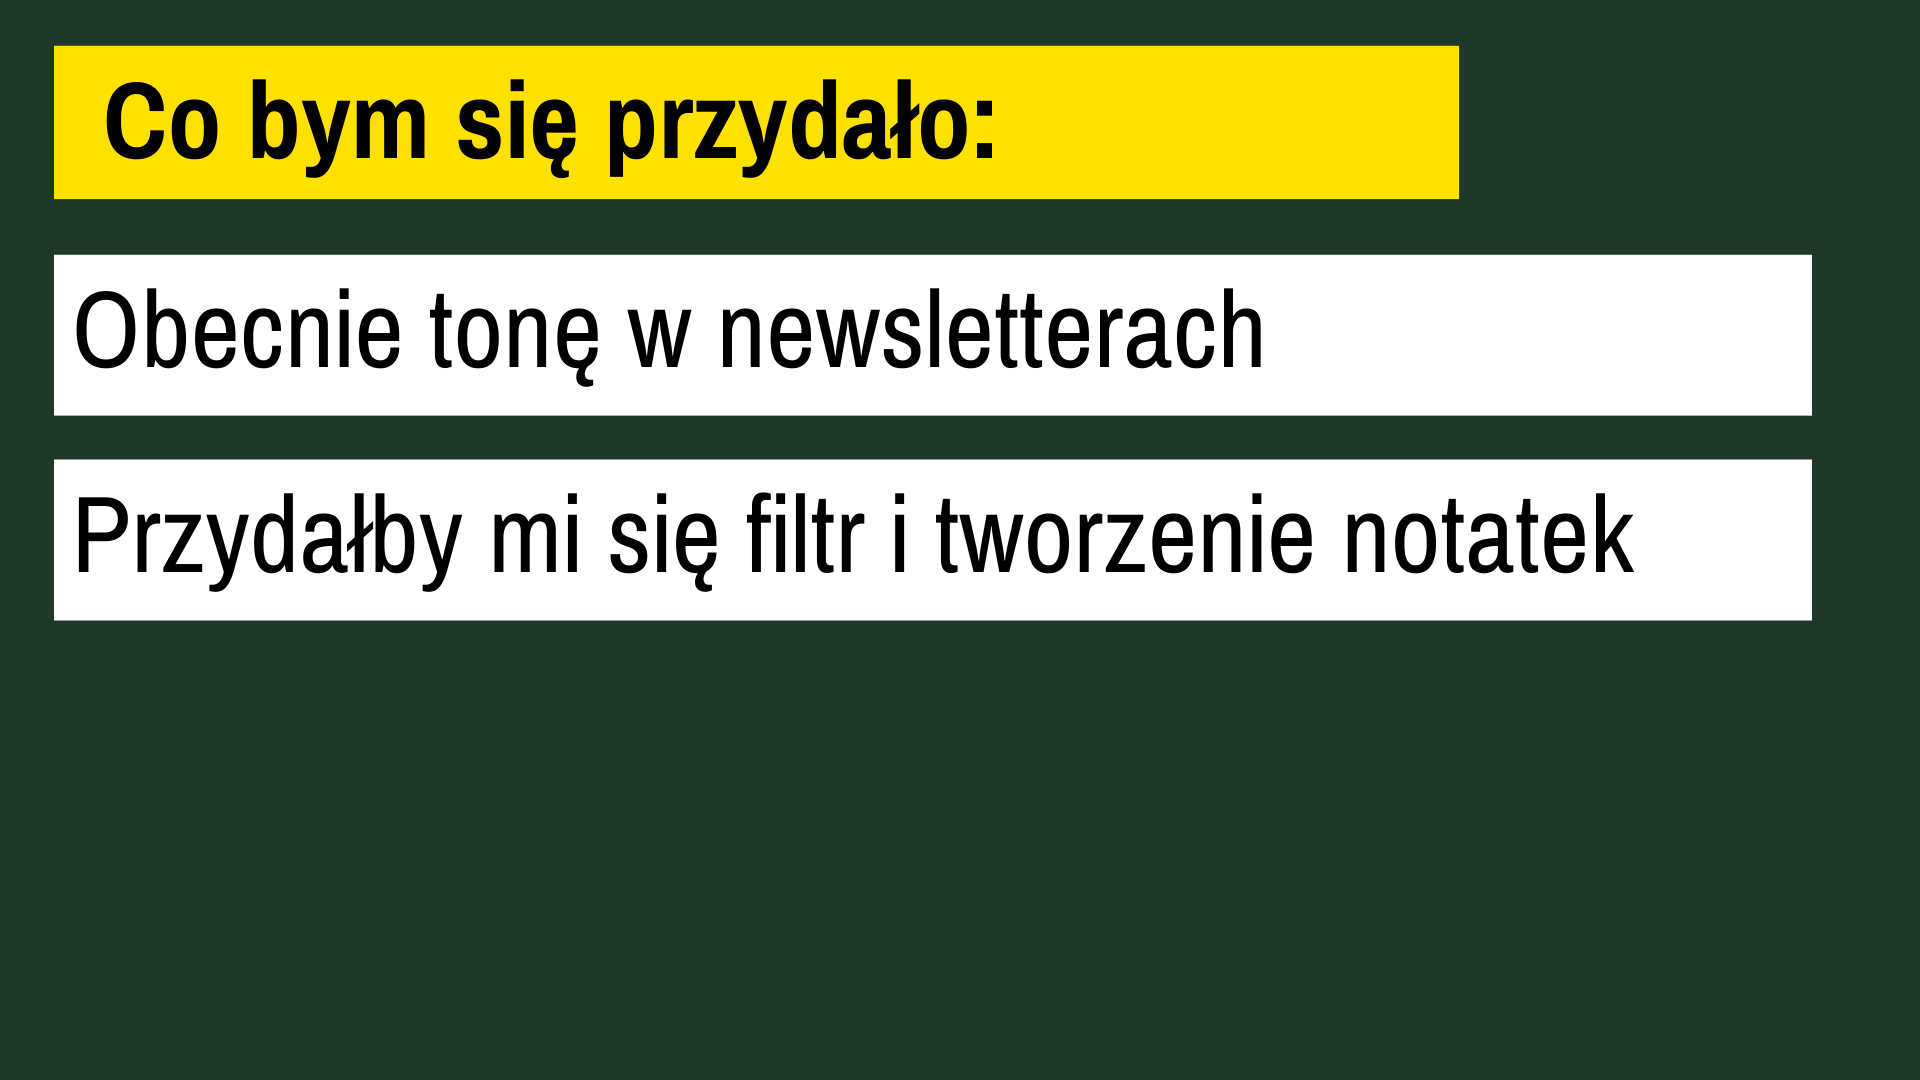 Co bym się przydało:
Obecnie tonę w newsletterach
Przydałby mi się filtr i tworzenie notatek